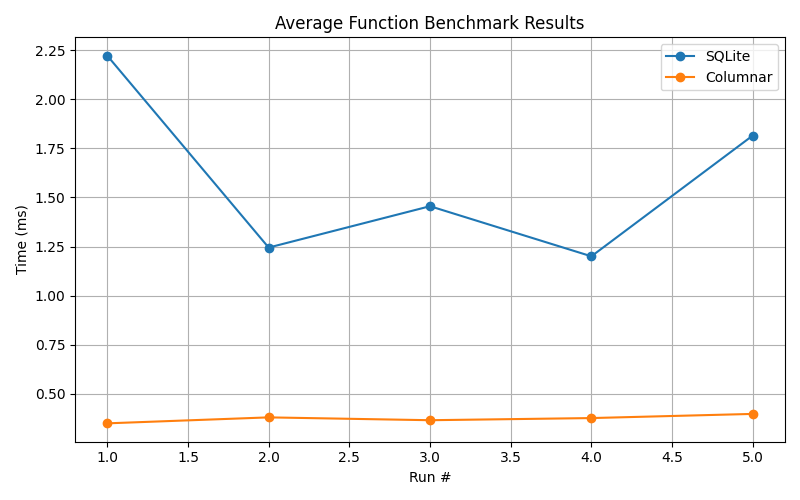 Average Function Benchmark Results
SQLite
Columnar
Time (ms)
2.25
2.00
1.75
1.50
1.25
1.00
0.75
0.50
1.0 1.5 2.0 2.5 3.0 3.5 4.0 4.5 5.0
Run #